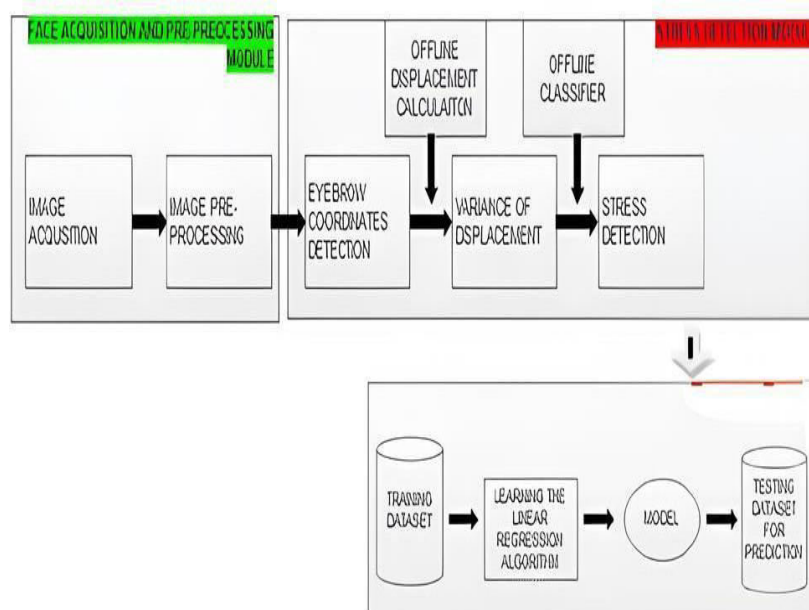 FACE ACQUISITION AND PRE PREOCESSING
MODULE
OFFLINE
DISPLACEMENT
CALCULAITON
OFFLINE
CLASSIFIER
IMAGE
ACQUSITION
IMAGE PRE-
PROCESSING
EYEBROW
COORDINATES
DETECTION
VARIANCE OF
DISPLACEMENT
STRESS
DETECTION
TRAINING
DATASET
LEARNING THE
LINEAR
REGRESSION
ALGORITHM
MODEL
TESTING
DATASET
FOR
PREDICTION